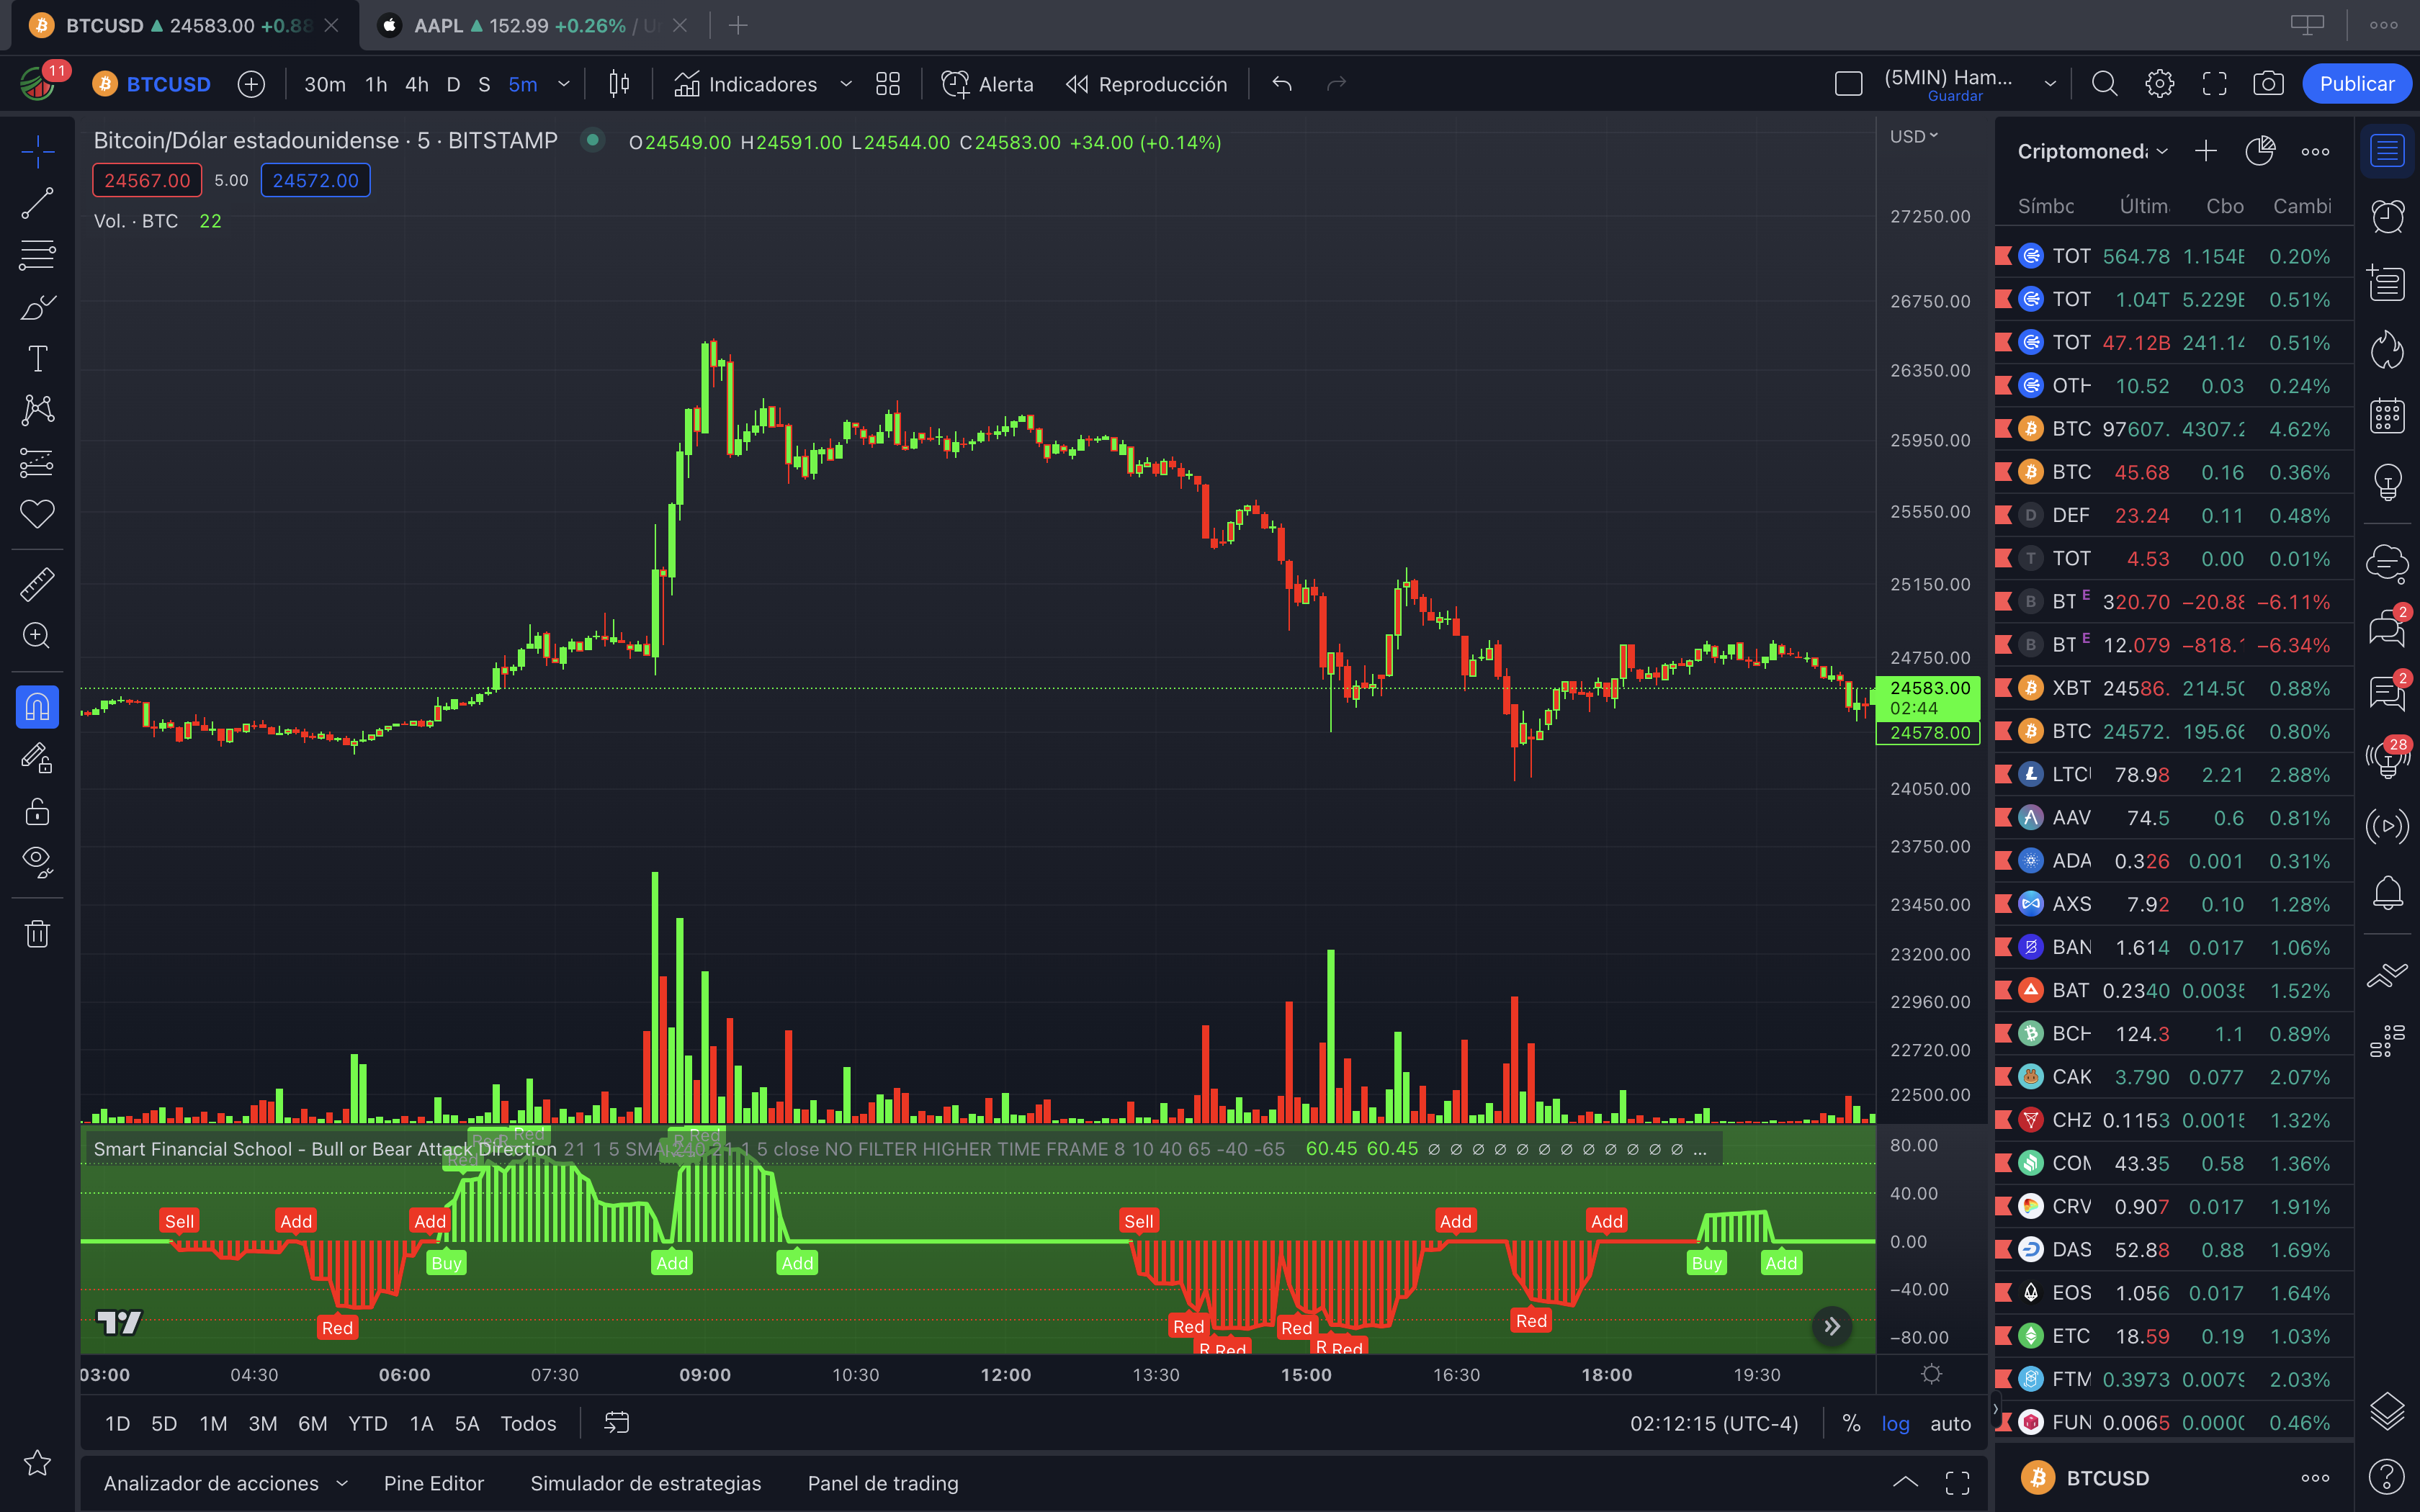 BTCUSD ▲ 24583.00 +0.88
AAPL ▲ 152.99 +0.26% / U
11
BTCUSD
30m 1h 4h D S 5m
Indicadores
Alerta
Reproducción
(5MIN) Ham...
Guardar
Publicar
Bitcoin/Dólar estadounidense · 5 · BITSTAMP
O24549.00 H24591.00 L24544.00 C24583.00 +34.00 (+0.14%)
24567.00 5.00 24572.00
Vol. · BTC 22
USD
27250.00
26750.00
26350.00
25950.00
25550.00
25150.00
24750.00
24583.00
02:44
24578.00
24050.00
23750.00
23450.00
23200.00
22960.00
22720.00
22500.00
Smart Financial School - Bull or Bear Attack Direction 21 1 5 SMA 240 21 1 5 close NO FILTER HIGHER TIME FRAME 8 10 40 65 -40 -65 60.45 60.45 ∅ ∅ ∅ ∅ ∅ ∅ ∅ ∅ ∅ ∅ ∅ ∅ ...
Red Red
Red
R Red
80.00
40.00
0.00
−40.00
−80.00
Sell Add Add Sell Add Add
Buy Add Add Buy Add
Red Red Red Red
R Red R Red
03:00 04:30 06:00 07:30 09:00 10:30 12:00 13:30 15:00 16:30 18:00 19:30
1D 5D 1M 3M 6M YTD 1A 5A Todos
02:12:15 (UTC-4) % log auto
Analizador de acciones Pine Editor Simulador de estrategias Panel de trading
Criptomoned
Símbc Últim Cbo Cambi
TOT 564.78 1.154E 0.20%
TOT 1.04T 5.229E 0.51%
TOT 47.12B 241.14 0.51%
OTH 10.52 0.03 0.24%
BTC 97607. 4307.2 4.62%
BTC 45.68 0.16 0.36%
D DEF 23.24 0.11 0.48%
T TOT 4.53 0.00 0.01%
B BT E 320.70 −20.88 −6.11%
B BT E 12.079 −818.1 −6.34%
XBT 24586. 214.50 0.88%
BTC 24572. 195.66 0.80%
LTCU 78.98 2.21 2.88%
AAV 74.5 0.6 0.81%
ADA 0.326 0.001 0.31%
AXS 7.92 0.10 1.28%
BAN 1.614 0.017 1.06%
BAT 0.2340 0.0035 1.52%
BCH 124.3 1.1 0.89%
CAK 3.790 0.077 2.07%
CHZ 0.1153 0.0015 1.32%
COM 43.35 0.58 1.36%
CRV 0.907 0.017 1.91%
DAS 52.88 0.88 1.69%
EOS 1.056 0.017 1.64%
ETC 18.59 0.19 1.03%
FTM 0.3973 0.0079 2.03%
FUN 0.0065 0.0000 0.46%
BTCUSD
2
2
28